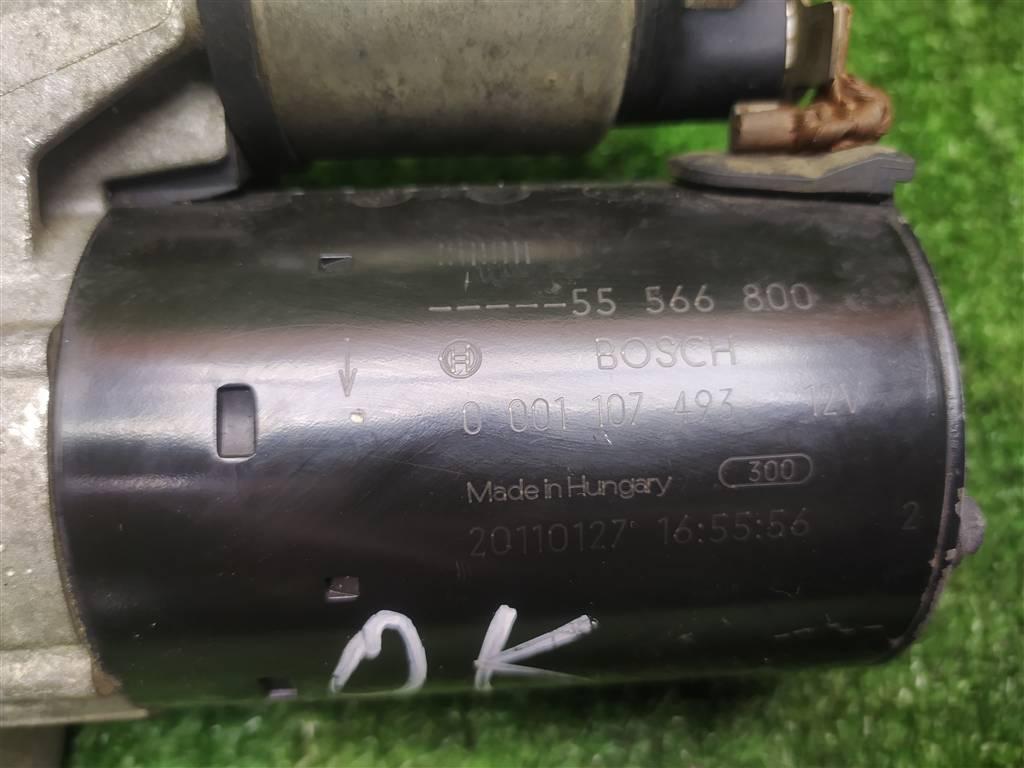 -----55 566 800
BOSCH
0 001 107 493 12V
Made in Hungary 300
20110127 16:55:56 2
OK